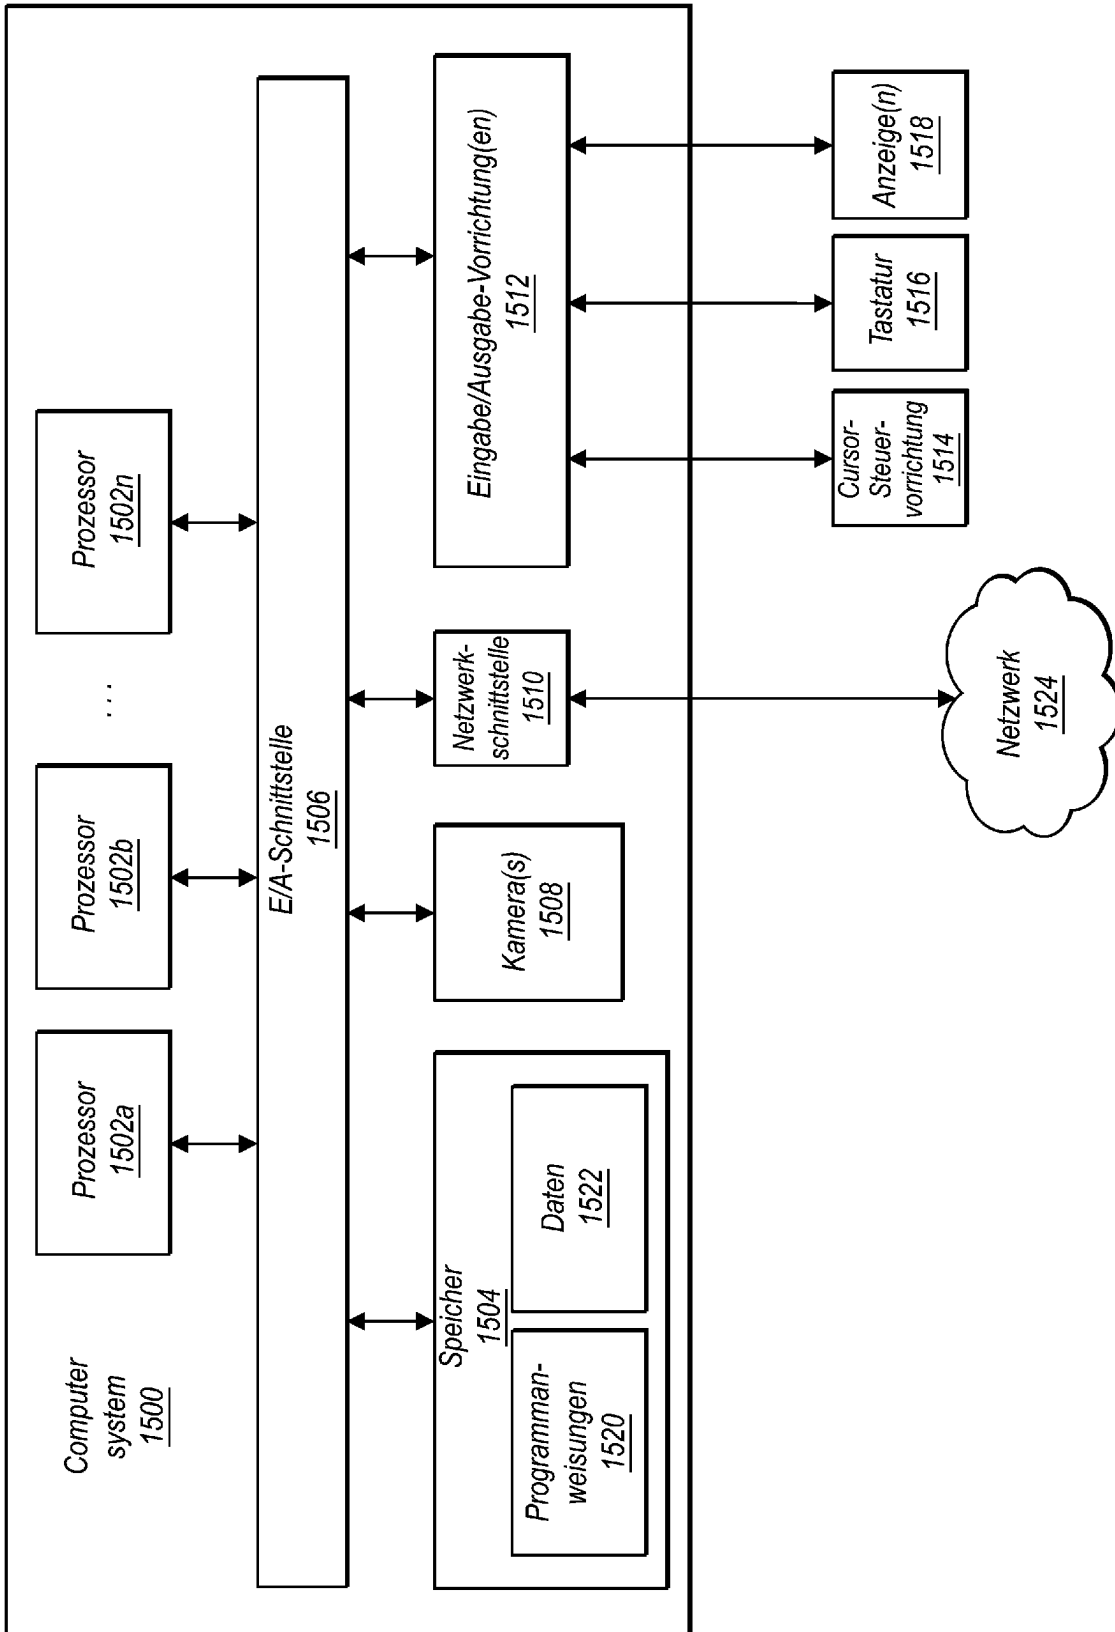 Computer
system
1500
Prozessor
1502a
Prozessor
1502b
. . .
Prozessor
1502n
E/A-Schnittstelle
1506
Speicher
1504
Programman-
weisungen
1520
Daten
1522
Kamera(s)
1508
Netzwerk-
schnittstelle
1510
Eingabe/Ausgabe-Vorrichtung(en)
1512
Netzwerk
1524
Cursor-
Steuer-
vorrichtung
1514
Tastatur
1516
Anzeige(n)
1518